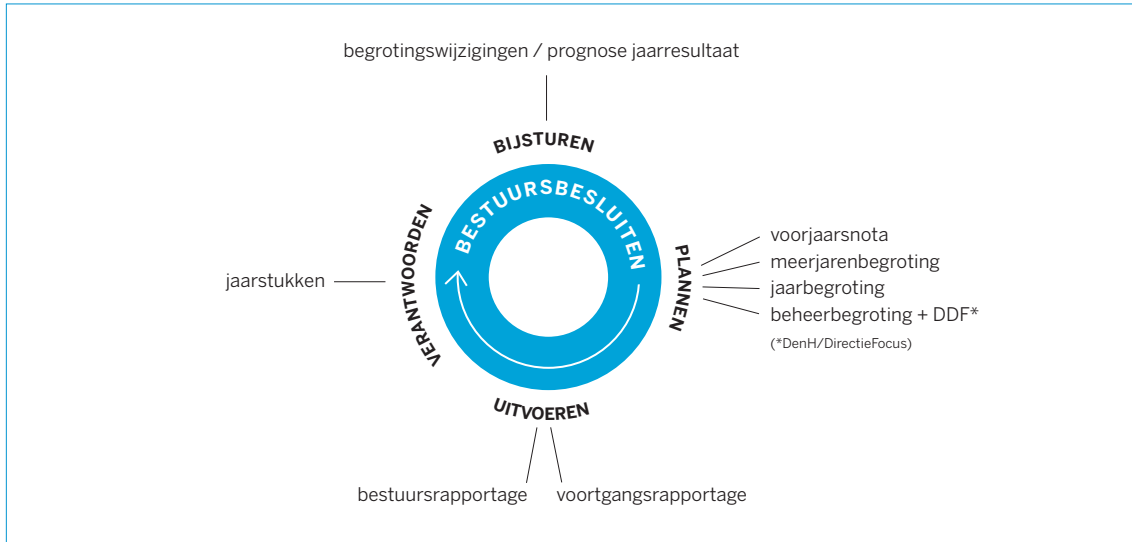 begrotingswijzigingen / prognose jaarresultaat
BIJSTUREN
BESTUURSBESLUITEN
VERANTWOORDEN
jaarstukken
PLANNEN
voorjaarsnota
meerjarenbegroting
jaarbegroting
beheerbegroting + DDF*
(*DenH/DirectieFocus)
UITVOEREN
bestuursrapportage
voortgangsrapportage